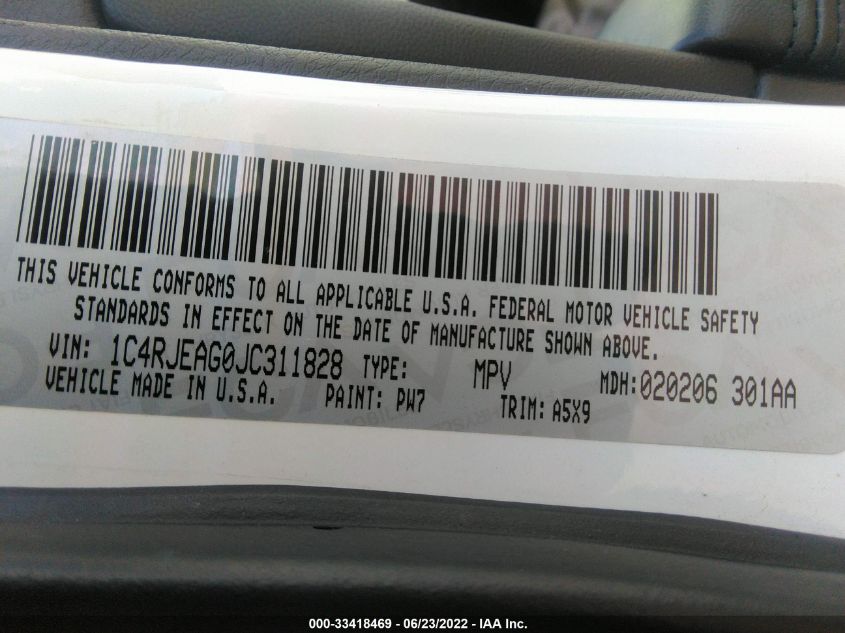 THIS VEHICLE CONFORMS TO ALL APPLICABLE U.S.A. FEDERAL MOTOR VEHICLE SAFETY
STANDARDS IN EFFECT ON THE DATE OF MANUFACTURE SHOWN ABOVE.
VIN: 1C4RJEAG0JC311828 TYPE: MPV MDH:020206 301AA
VEHICLE MADE IN U.S.A. PAINT: PW7 TRIM: A5X9
000-33418469 - 06/23/2022 - IAA Inc.